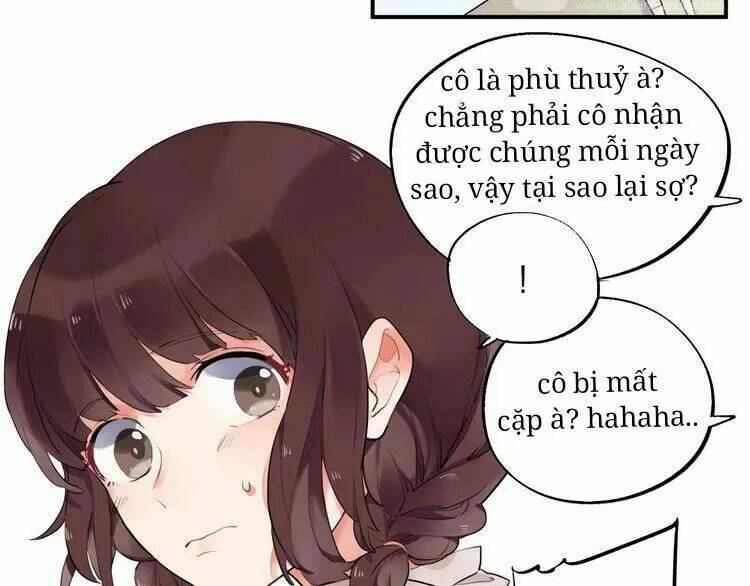 cô là phù thuỷ à?
chẳng phải cô nhận
được chúng mỗi ngày
sao, vậy tại sao lại sợ?
!
cô bị mất
cặp à? hahaha..